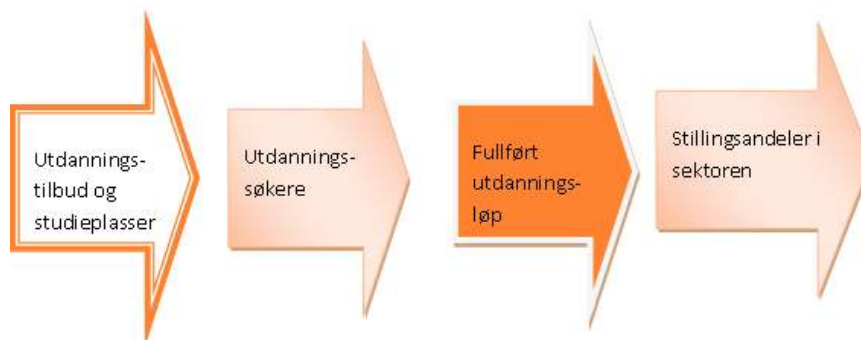 Utdannings-
tilbud og
studieplasser
Utdannings-
søkere
Fullført
utdannings-
løp
Stillingsandeler i
sektoren